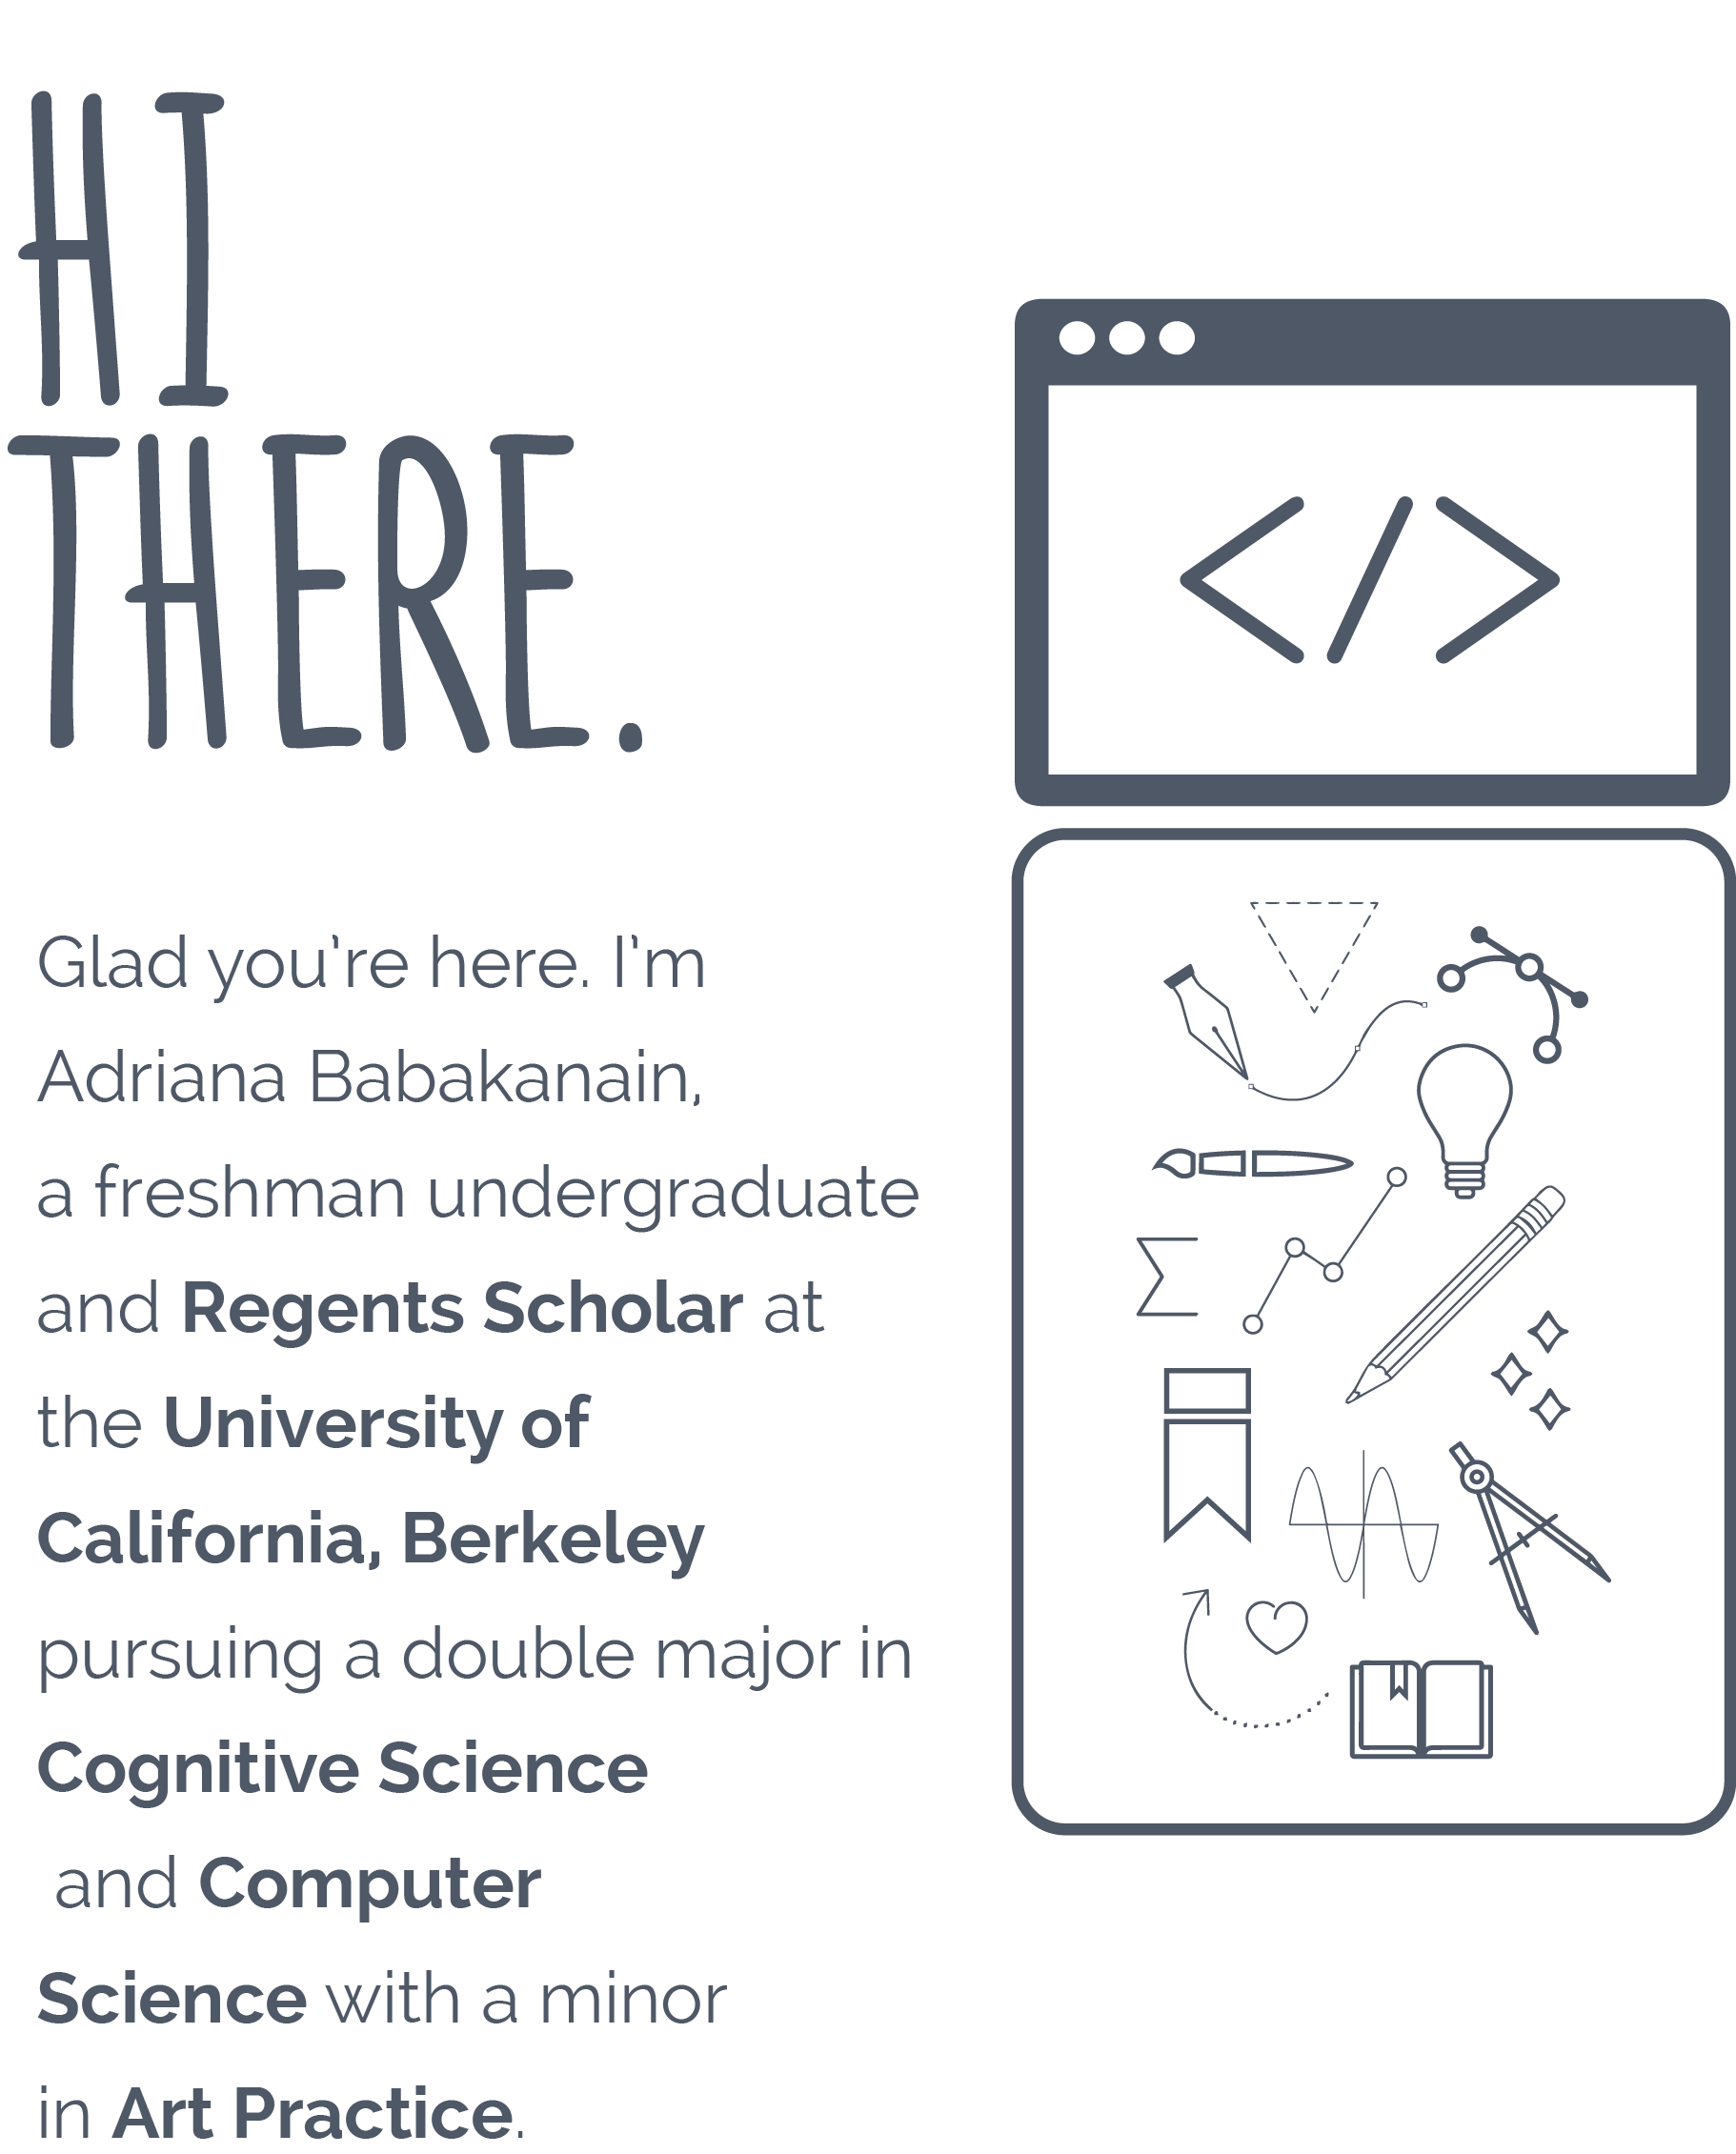 HI
THERE.
Glad you're here. I'm
Adriana Babakanain,
a freshman undergraduate
and Regents Scholar at
the University of
California, Berkeley
pursuing a double major in
Cognitive Science
and Computer
Science with a minor
in Art Practice.